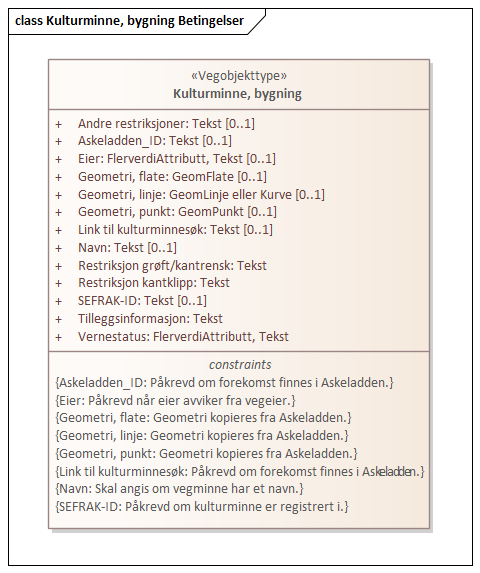 class Kulturminne, bygning Betingelser
«Vegobjekttype»
Kulturminne, bygning
+ Andre restriksjoner: Tekst [0..1]
+ Askeladden_ID: Tekst [0..1]
+ Eier: FlerverdiAttributt, Tekst [0..1]
+ Geometri, flate: GeomFlate [0..1]
+ Geometri, linje: GeomLinje eller Kurve [0..1]
+ Geometri, punkt: GeomPunkt [0..1]
+ Link til kulturminnesøk: Tekst [0..1]
+ Navn: Tekst [0..1]
+ Restriksjon grøft/kantrensk: Tekst
+ Restriksjon kantklipp: Tekst
+ SEFRAK-ID: Tekst [0..1]
+ Tilleggsinformasjon: Tekst
+ Vernestatus: FlerverdiAttributt, Tekst
constraints
{Askeladden_ID: Påkrevd om forekomst finnes i Askeladden.}
{Eier: Påkrevd når eier avviker fra vegeier.}
{Geometri, flate: Geometri kopieres fra Askeladden.}
{Geometri, linje: Geometri kopieres fra Askeladden.}
{Geometri, punkt: Geometri kopieres fra Askeladden.}
{Link til kulturminnesøk: Påkrevd om forekomst finnes i Askeladden.}
{Navn: Skal angis om vegminne har et navn.}
{SEFRAK-ID: Påkrevd om kulturminne er registrert i.}